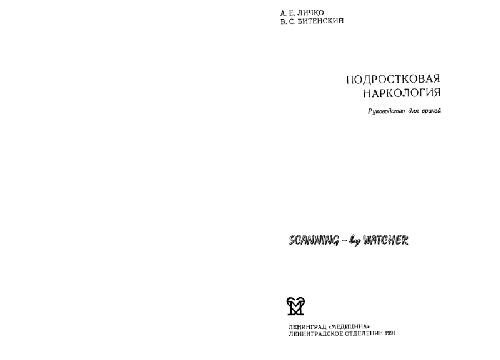 А. Е. ЛИЧКО
В. С. БИТЕНСКИЙ
ПОДРОСТКОВАЯ
НАРКОЛОГИЯ
Руководство для врачей
SCANNING - by WATCHER
ЛЕНИНГРАД «МЕДИЦИНА»
ЛЕНИНГРАДСКОЕ ОТДЕЛЕНИЕ 1991